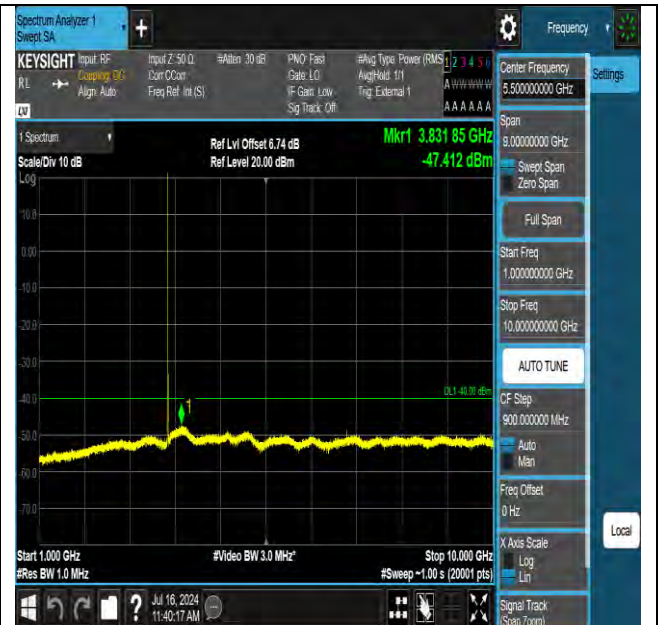 Spectrum Analyzer 1
Swept SA
+
Frequency
KEYSIGHT
RL
Input: RF
Coupling: DC
Align: Auto
Input Z: 50 Ω
Corr CCorr
Freq Ref: Int (S)
#Atten: 30 dB
PNO: Fast
Gate: LO
IF Gain: Low
Sig Track: Off
#Avg Type: Power (RMS
Avg|Hold: 1/1
Trig: External 1
1 2 3 4 5 6
A W W W W W
A A A A A A
LXI
1 Spectrum
Scale/Div 10 dB
Log
Ref Lvl Offset 6.74 dB
Ref Level 20.00 dBm
Mkr1 3.831 85 GHz
-47.412 dBm
10.0
0.00
-10.0
-20.0
-30.0
-40.0
-50.0
-60.0
-70.0
DL1 -40.00 dBm
1
Start 1.000 GHz
#Res BW 1.0 MHz
#Video BW 3.0 MHz*
Stop 10.000 GHz
#Sweep ~1.00 s (20001 pts)
Center Frequency
5.500000000 GHz
Settings
Span
9.00000000 GHz
Swept Span
Zero Span
Full Span
Start Freq
1.000000000 GHz
Stop Freq
10.000000000 GHz
AUTO TUNE
CF Step
900.000000 MHz
Auto
Man
Freq Offset
0 Hz
X Axis Scale
Log
Lin
Local
Signal Track
(Span Zoom)
?
Jul 16, 2024
11:40:17 AM